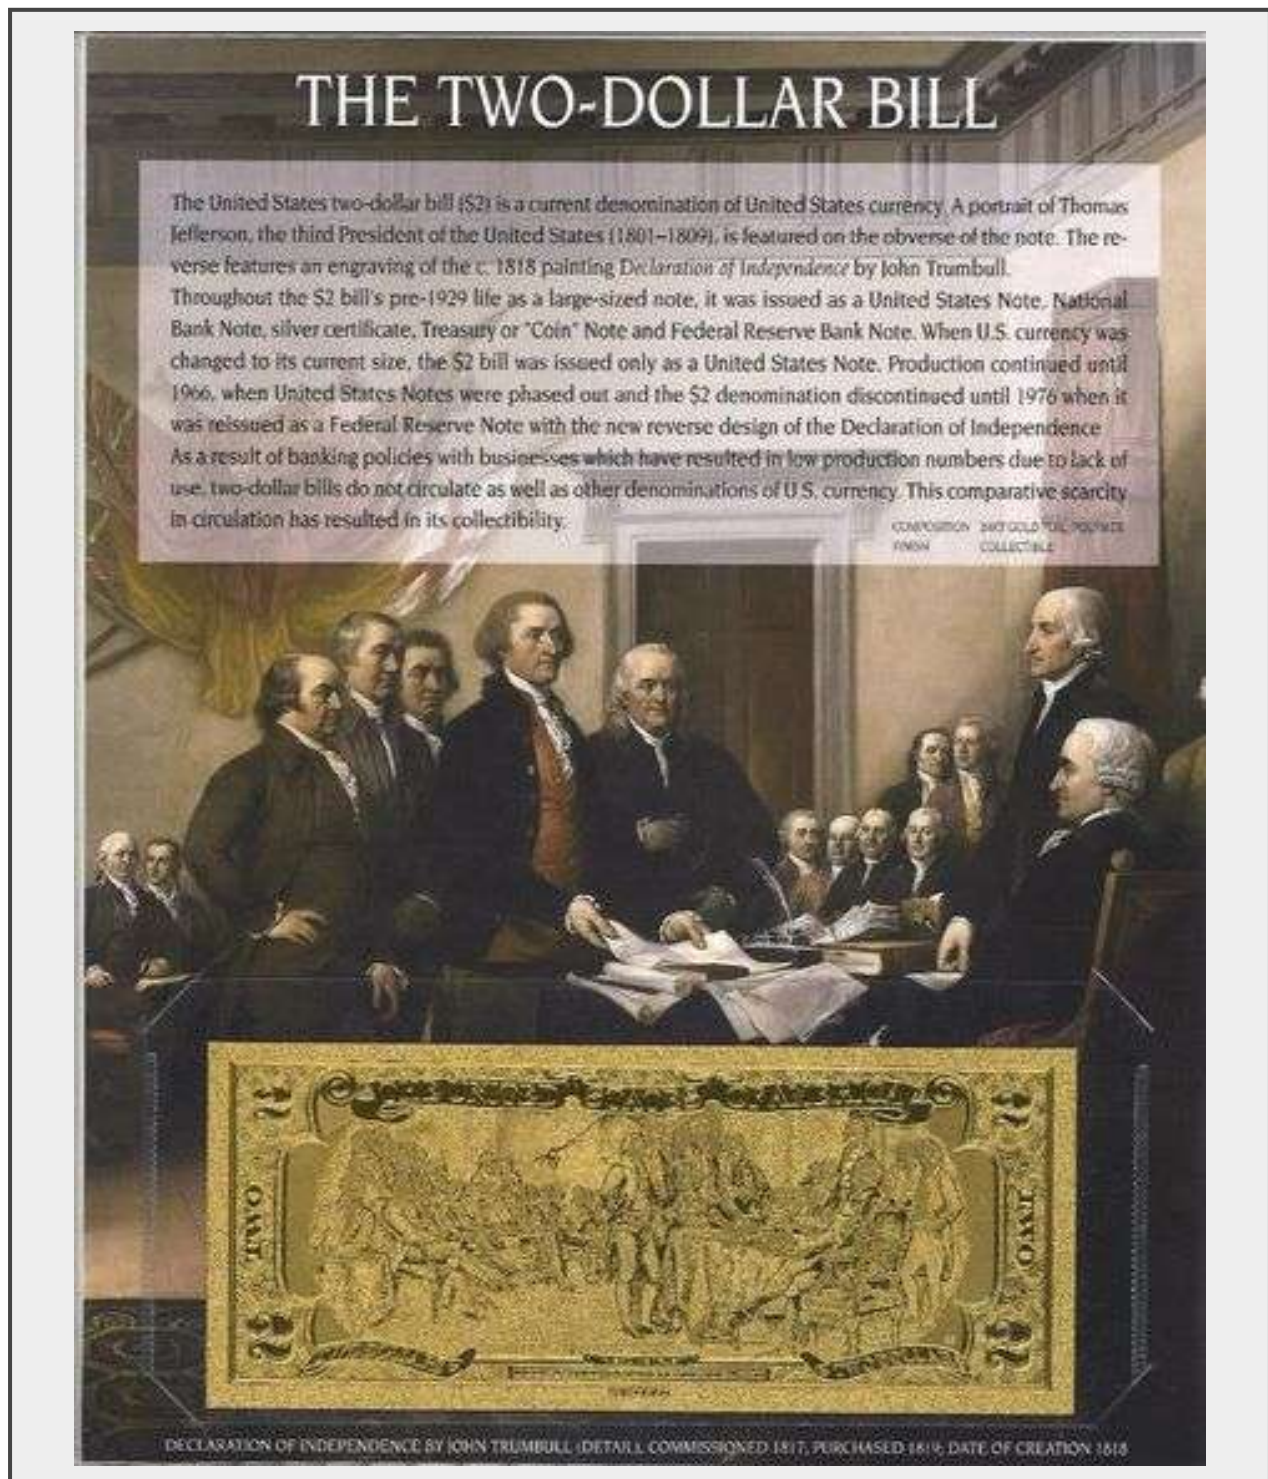 THE TWO-DOLLAR BILL
The United States two-dollar bill ($2) is a current denomination of United States currency. A portrait of Thomas
Jefferson, the third President of the United States (1801–1809), is featured on the obverse of the note. The re-
verse features an engraving of the c. 1818 painting Declaration of Independence by John Trumbull.
Throughout the $2 bill's pre-1929 life as a large-sized note, it was issued as a United States Note, National
Bank Note, silver certificate, Treasury or "Coin" Note and Federal Reserve Bank Note. When U.S. currency was
changed to its current size, the $2 bill was issued only as a United States Note. Production continued until
1966, when United States Notes were phased out and the $2 denomination discontinued until 1976 when it
was reissued as a Federal Reserve Note with the new reverse design of the Declaration of Independence
As a result of banking policies with businesses which have resulted in low production numbers due to lack of
use, two-dollar bills do not circulate as well as other denominations of U.S. currency. This comparative scarcity
in circulation has resulted in its collectibility.
COMPOSITION GOLD FOIL
FINISH COLLECTIBLE
2 2
TWO TWO
2 2
DECLARATION OF INDEPENDENCE BY JOHN TRUMBULL (DETAIL), COMMISSIONED 1817, PURCHASED 1819; DATE OF CREATION 1818